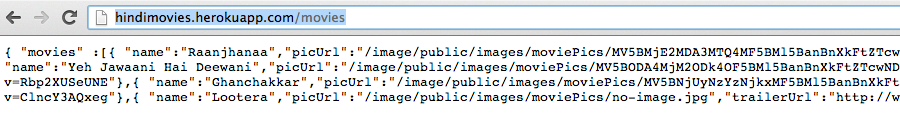 hindimovies.herokuapp.com/movies
{ "movies" :[{ "name":"Raanjhanaa","picUrl":"/image/public/images/moviePics/MV5BMjE2MDA3MTQ4MF5BMl5BanBnXkFtZTcw
"name":"Yeh Jawaani Hai Deewani","picUrl":"/image/public/images/moviePics/MV5BODA4MjM2ODk4OF5BMl5BanBnXkFtZTcwND
v=Rbp2XUSeUNE"},{ "name":"Ghanchakkar","picUrl":"/image/public/images/moviePics/MV5BNjUyNzYzNjkxMF5BMl5BanBnXkFt
v=ClncY3AQxeg"},{ "name":"Lootera","picUrl":"/image/public/images/moviePics/no-image.jpg","trailerUrl":"http://w